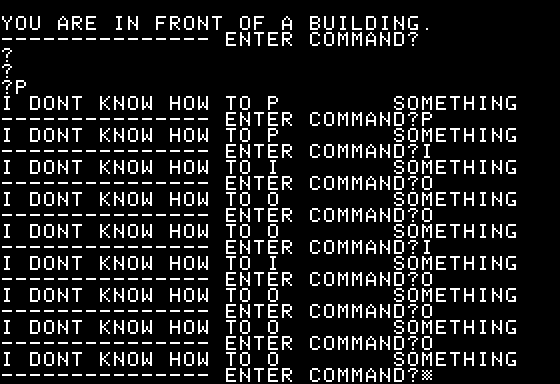 YOU ARE IN FRONT OF A BUILDING.
--------------- ENTER COMMAND?
?
?
?P
I DONT KNOW HOW TO P SOMETHING
--------------- ENTER COMMAND?P
I DONT KNOW HOW TO P SOMETHING
--------------- ENTER COMMAND?I
I DONT KNOW HOW TO I SOMETHING
--------------- ENTER COMMAND?O
I DONT KNOW HOW TO O SOMETHING
--------------- ENTER COMMAND?O
I DONT KNOW HOW TO O SOMETHING
--------------- ENTER COMMAND?I
I DONT KNOW HOW TO I SOMETHING
--------------- ENTER COMMAND?O
I DONT KNOW HOW TO O SOMETHING
--------------- ENTER COMMAND?O
I DONT KNOW HOW TO O SOMETHING
--------------- ENTER COMMAND?O
I DONT KNOW HOW TO O SOMETHING
--------------- ENTER COMMAND?